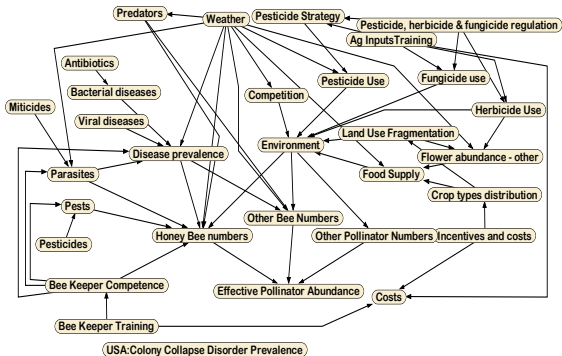 Predators
Weather
Pesticide Strategy
Pesticide, herbicide & fungicide regulation
Ag InputsTraining
Antibiotics
Bacterial diseases
Pesticide Use
Fungicide use
Miticides
Competition
Herbicide Use
Viral diseases
Land Use Fragmentation
Disease prevalence
Environment
Flower abundance - other
Parasites
Food Supply
Crop types distribution
Pests
Other Bee Numbers
Pesticides
Honey Bee numbers
Other Pollinator Numbers
Incentives and costs
Bee Keeper Competence
Effective Pollinator Abundance
Costs
Bee Keeper Training
USA:Colony Collapse Disorder Prevalence